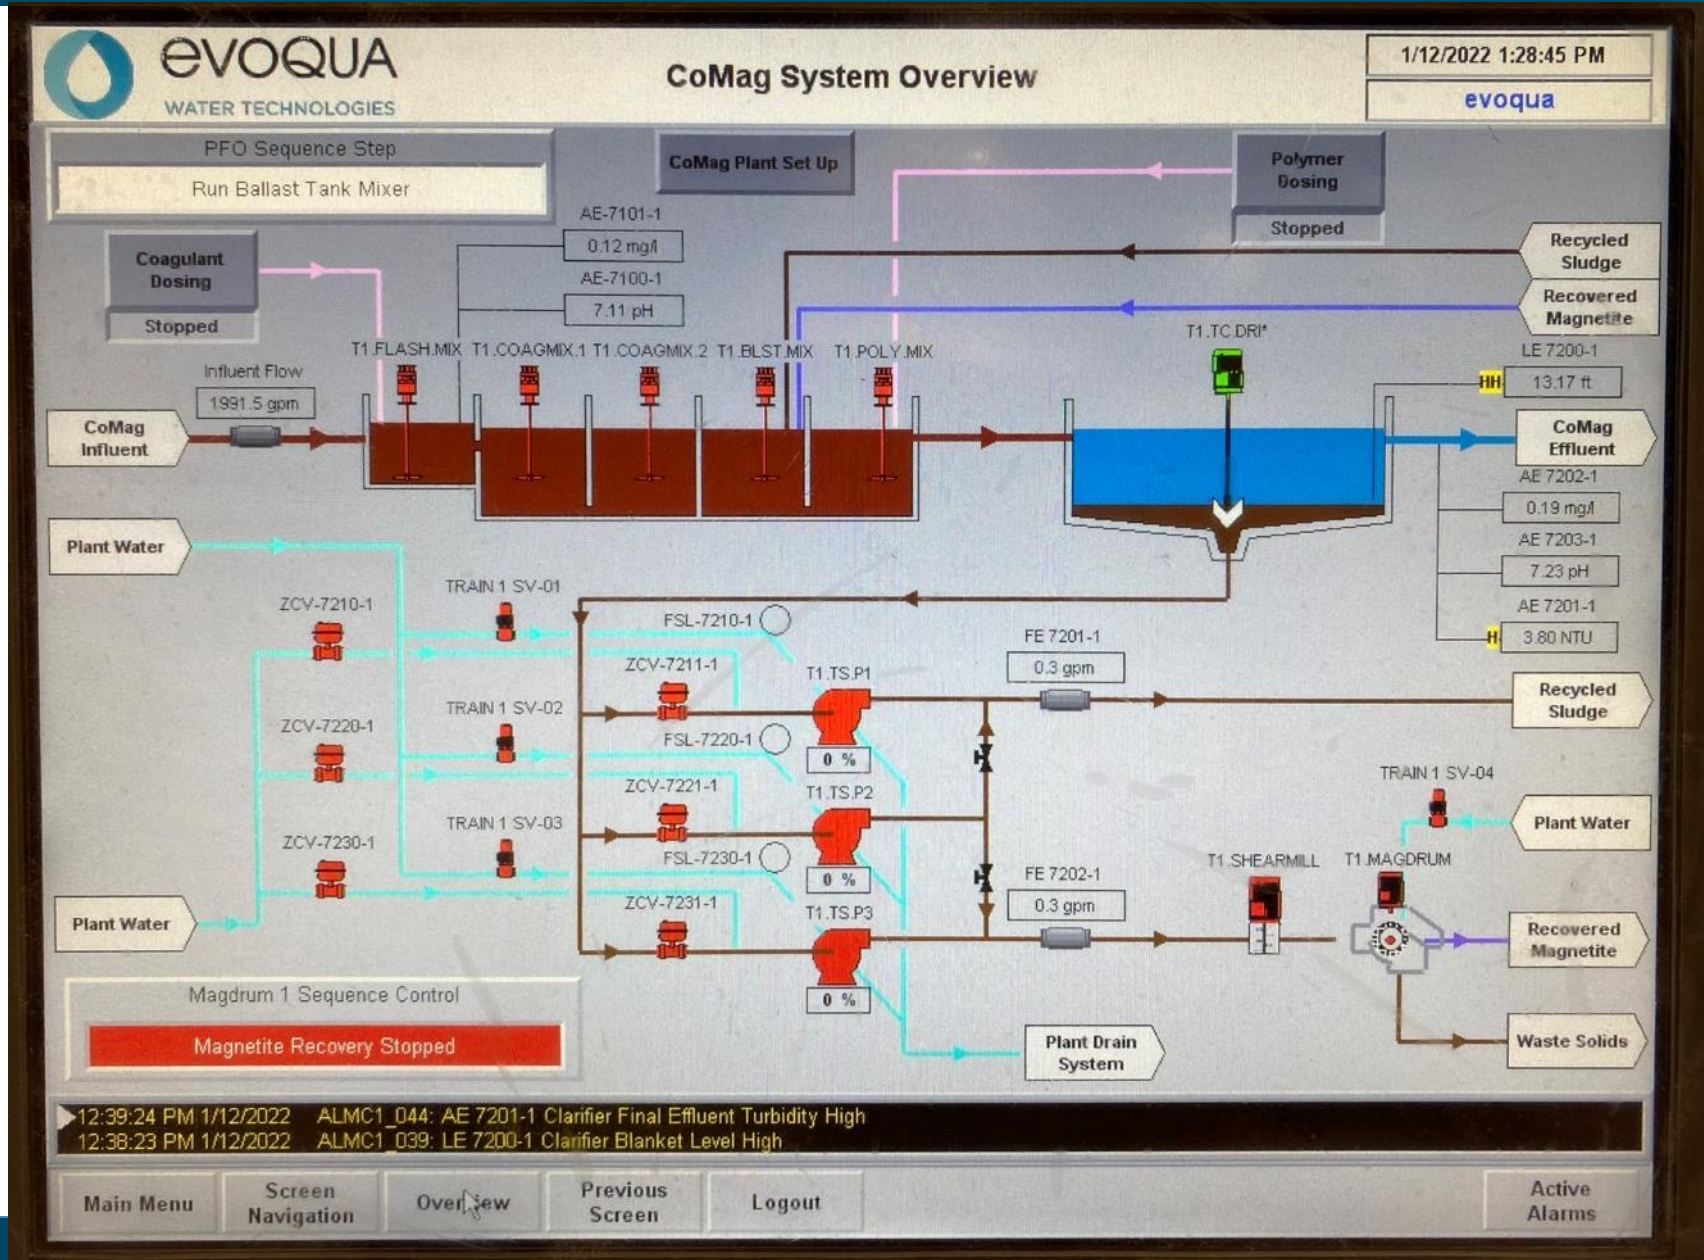 evoqua
WATER TECHNOLOGIES
CoMag System Overview
1/12/2022 1:28:45 PM
evoqua
PFO Sequence Step
Run Ballast Tank Mixer
CoMag Plant Set Up
Polymer
Dosing
Stopped
AE-7101-1
0.12 mg/l
AE-7100-1
7.11 pH
Coagulant
Dosing
Stopped
Recycled
Sludge
Recovered
Magnetite
T1.FLASH.MIX T1.COAGMIX.1 T1.COAGMIX.2 T1.BLST.MIX T1.POLY.MIX
T1.TC.DRI*
LE 7200-1
HH 13.17 ft
Influent Flow
1991.5 gpm
CoMag
Influent
CoMag
Effluent
AE 7202-1
0.19 mg/l
AE 7203-1
7.23 pH
AE 7201-1
H 3.80 NTU
Plant Water
ZCV-7210-1
TRAIN 1 SV-01
FSL-7210-1
ZCV-7211-1
T1.TS.P1
0 %
FE 7201-1
0.3 gpm
Recycled
Sludge
ZCV-7220-1
TRAIN 1 SV-02
FSL-7220-1
ZCV-7221-1
T1.TS.P2
0 %
TRAIN 1 SV-04
Plant Water
ZCV-7230-1
TRAIN 1 SV-03
FSL-7230-1
ZCV-7231-1
T1.TS.P3
0 %
FE 7202-1
0.3 gpm
T1.SHEARMILL T1.MAGDRUM
Plant Water
Recovered
Magnetite
Magdrum 1 Sequence Control
Magnetite Recovery Stopped
Plant Drain
System
Waste Solids
12:39:24 PM 1/12/2022 ALMC1_044: AE 7201-1 Clarifier Final Effluent Turbidity High
12:38:23 PM 1/12/2022 ALMC1_039: LE 7200-1 Clarifier Blanket Level High
Main Menu
Screen
Navigation
Overview
Previous
Screen
Logout
Active
Alarms